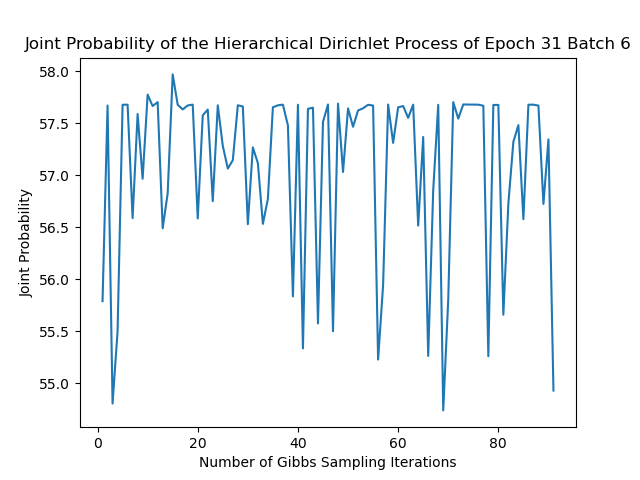 Joint Probability of the Hierarchical Dirichlet Process of Epoch 31 Batch 6
58.0
57.5
57.0
56.5
56.0
55.5
55.0
Joint Probability
0 20 40 60 80
Number of Gibbs Sampling Iterations